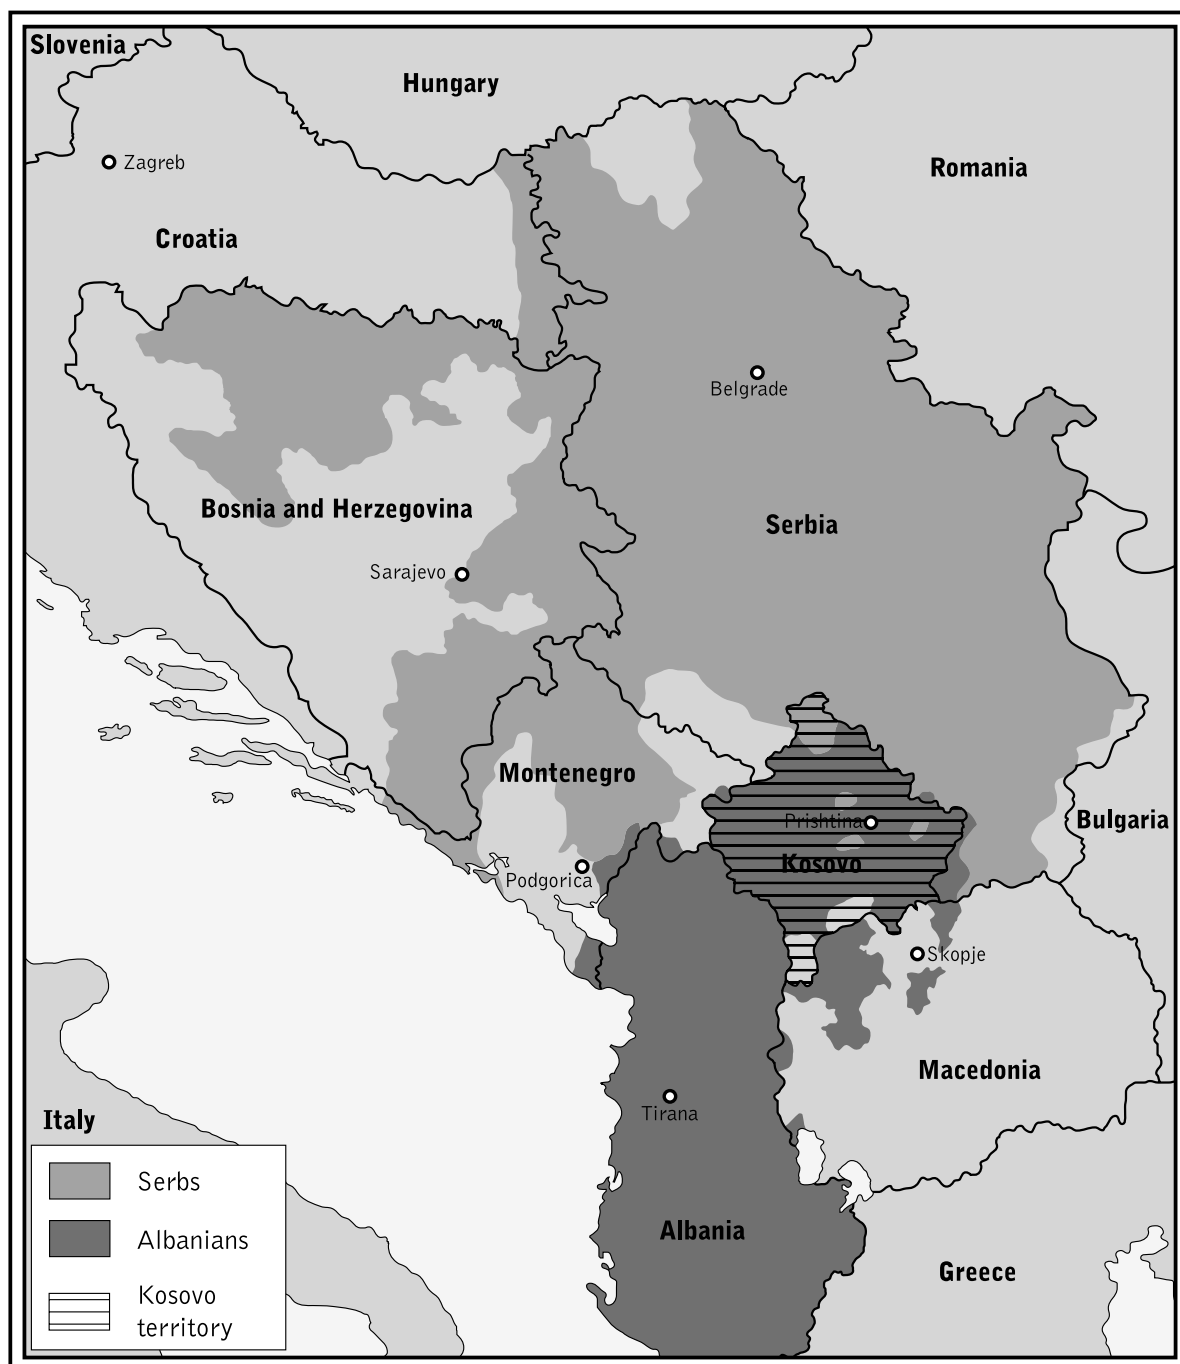 Slovenia
Hungary
Zagreb
Romania
Croatia
Belgrade
Bosnia and Herzegovina
Serbia
Sarajevo
Montenegro
Prishtina
Bulgaria
Kosovo
Podgorica
Skopje
Macedonia
Tirana
Italy
Serbs
Albanians
Albania
Kosovo
territory
Greece